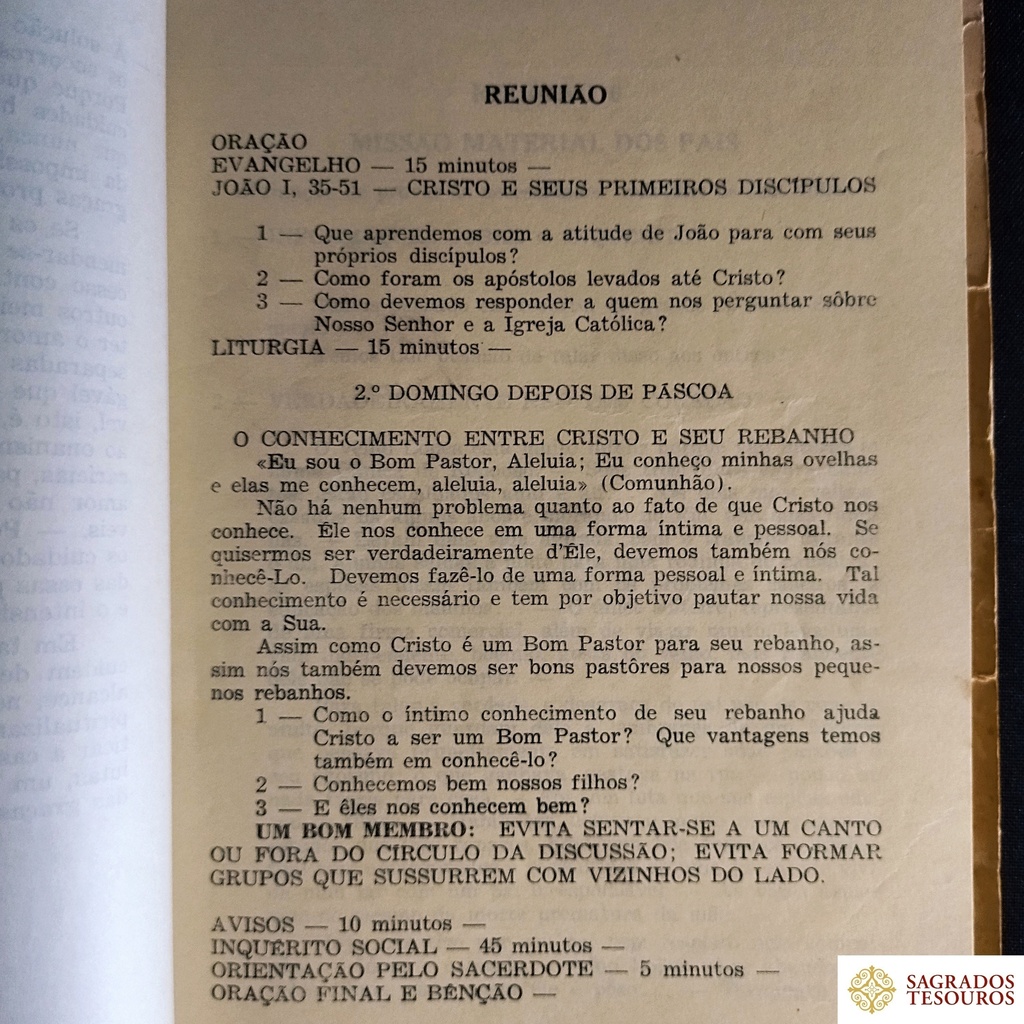 REUNIÃO
ORAÇÃO
EVANGELHO — 15 minutos —
JOÃO I, 35-51 — CRISTO E SEUS PRIMEIROS DISCÍPULOS
1 — Que aprendemos com a atitude de João para com seus
próprios discípulos?
2 — Como foram os apóstolos levados até Cristo?
3 — Como devemos responder a quem nos perguntar sôbre
Nosso Senhor e a Igreja Católica?
LITURGIA — 15 minutos —
2.º DOMINGO DEPOIS DE PÁSCOA
O CONHECIMENTO ENTRE CRISTO E SEU REBANHO
«Eu sou o Bom Pastor, Aleluia; Eu conheço minhas ovelhas
e elas me conhecem, aleluia, aleluia» (Comunhão).
Não há nenhum problema quanto ao fato de que Cristo nos
conhece. Êle nos conhece em uma forma íntima e pessoal. Se
quisermos ser verdadeiramente d'Êle, devemos também nós co-
nhecê-Lo. Devemos fazê-lo de uma forma pessoal e íntima. Tal
conhecimento é necessário e tem por objetivo pautar nossa vida
com a Sua.
Assim como Cristo é um Bom Pastor para seu rebanho, as-
sim nós também devemos ser bons pastôres para nossos peque-
nos rebanhos.
1 — Como o íntimo conhecimento de seu rebanho ajuda
Cristo a ser um Bom Pastor? Que vantagens temos
também em conhecê-lo?
2 — Conhecemos bem nossos filhos?
3 — E êles nos conhecem bem?
UM BOM MEMBRO: EVITA SENTAR-SE A UM CANTO
OU FORA DO CÍRCULO DA DISCUSSÃO; EVITA FORMAR
GRUPOS QUE SUSSURREM COM VIZINHOS DO LADO.
AVISOS — 10 minutos —
INQUÉRITO SOCIAL — 45 minutos —
ORIENTAÇÃO PELO SACERDOTE — 5 minutos —
ORAÇÃO FINAL E BÊNÇÃO —
SAGRADOS
TESOUROS